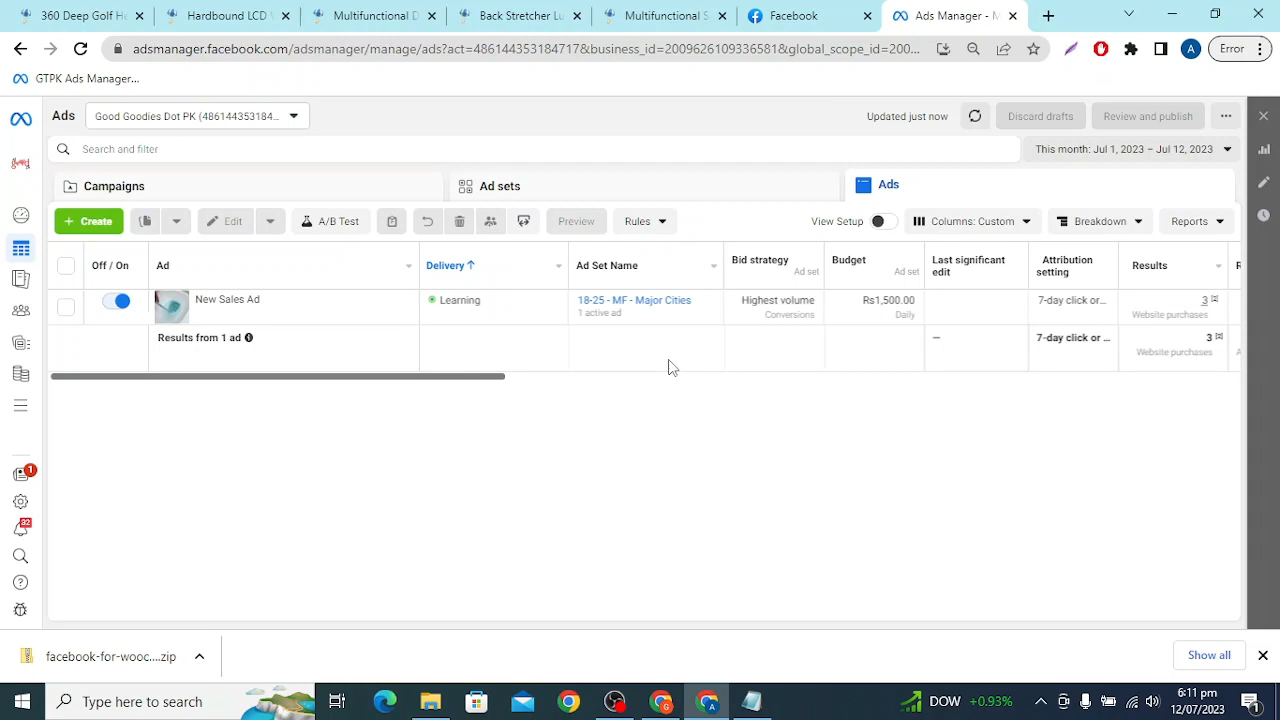 360 Deep Gulf He
Hardbound LCD V
Multifunctional D
Back Stretcher Lu
Multifunctional S
Facebook
Ads Manager - M
adsmanager.facebook.com/adsmanager/manage/ads?act=486144353184717&business_id=2009626109336581&global_scope_id=200...
A
Error
GTPK Ads Manager...
Ads
Good Goodies Dot PK (486144353184...
Updated just now
Discard drafts
Review and publish
Search and filter
This month: Jul 1, 2023 – Jul 12, 2023
Campaigns
Ad sets
Ads
+ Create
Edit
A/B Test
Preview
Rules
View Setup
Columns: Custom
Breakdown
Reports
Off / On
Ad
Delivery ↑
Ad Set Name
Bid strategy
Ad set
Budget
Ad set
Last significant
edit
Attribution
setting
Results
New Sales Ad
Learning
18-25 - MF - Major Cities
1 active ad
Highest volume
Conversions
Rs1,500.00
Daily
7-day click or...
3
Website purchases
Results from 1 ad
—
7-day click or ...
3
Website purchases
1
32
facebook-for-wooc....zip
Show all
Type here to search
DOW +0.93%
6:11 pm
12/07/2023
1